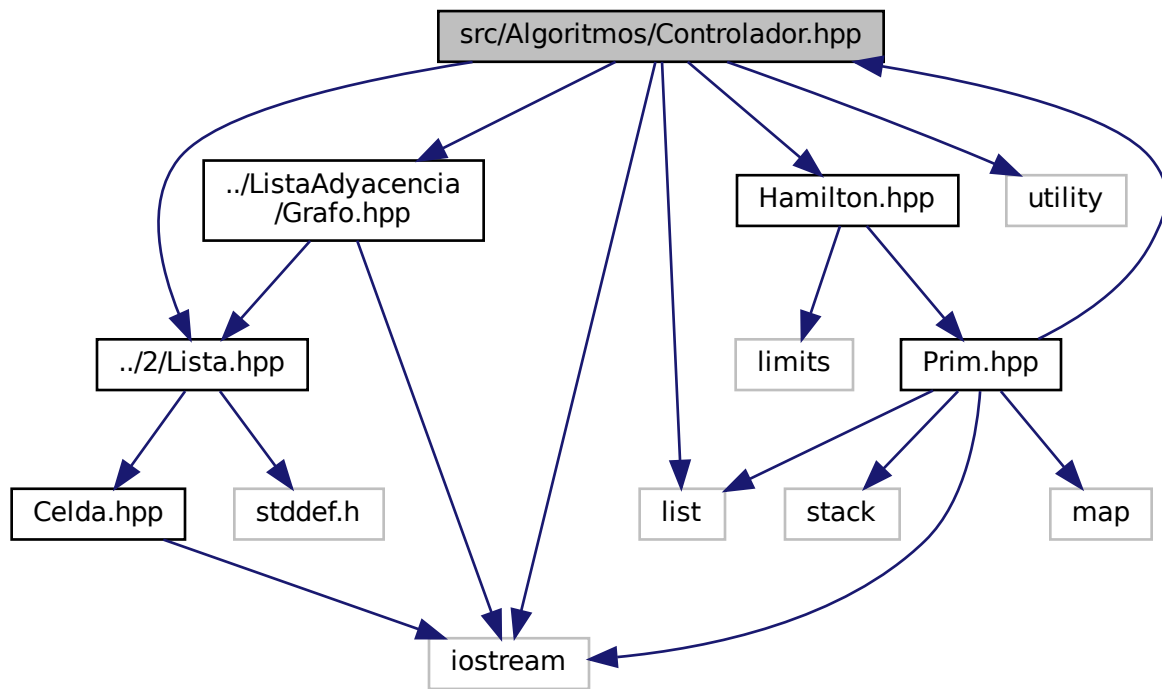 src/Algoritmos/Controlador.hpp
../ListaAdyacencia
/Grafo.hpp
Hamilton.hpp
utility
../2/Lista.hpp
limits
Prim.hpp
Celda.hpp
stddef.h
list
stack
map
iostream